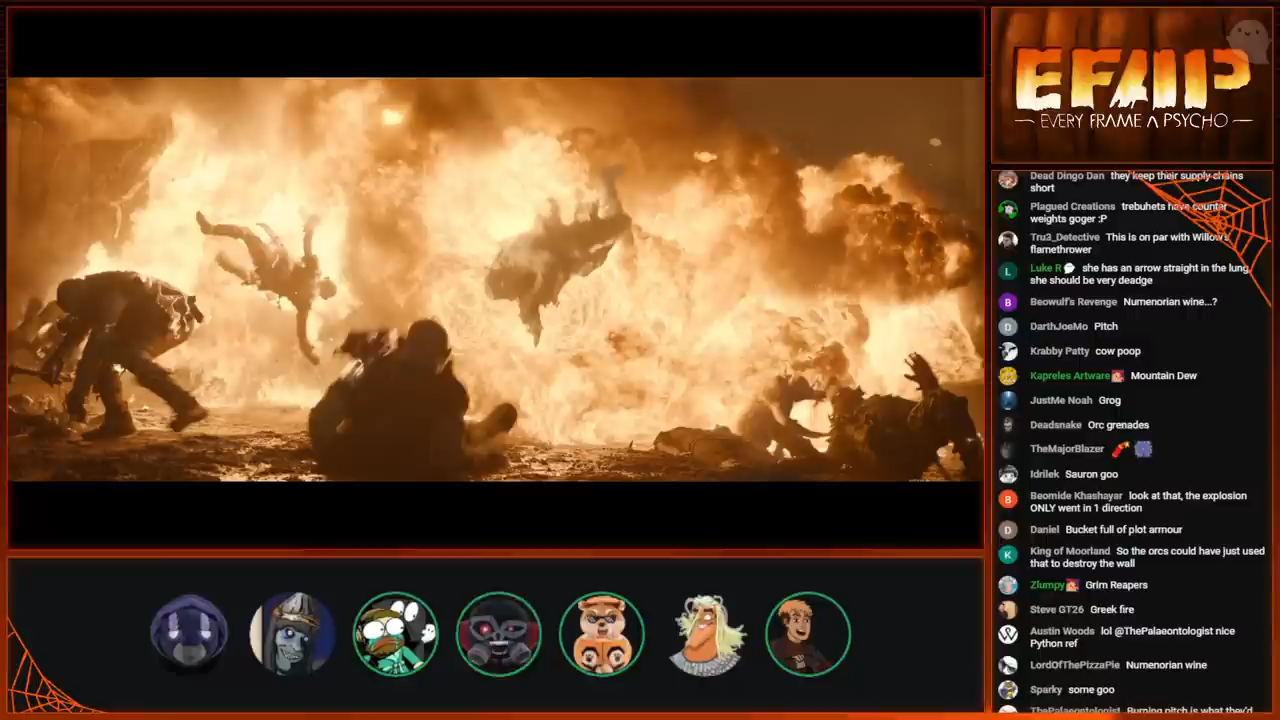 EFAP
EVERY FRAME A PSYCHO
Dead Dingo Dan they keep their supply chains
short
Plagued Creations trebuhets have counter
weights goger :P
Tru3_Detective This is on par with Willow's
flamethrower
Luke R she has an arrow straight in the lung,
she should be very deadge
Beowulf's Revenge Numenorian wine...?
DarthJoeMo Pitch
Krabby Patty cow poop
Kapreles Artware Mountain Dew
JustMe Noah Grog
Deadsnake Orc grenades
TheMajorBlazer
Idrilek Sauron goo
Beomide Khashayar look at that, the explosion
ONLY went in 1 direction
Daniel Bucket full of plot armour
King of Moorland So the orcs could have just used
that to destroy the wall
Zlumpy Grim Reapers
Steve GT26 Greek fire
Austin Woods lol @ThePalaeontologist nice
Python ref
LordOfThePizzaPie Numenorian wine
Sparky some goo
ThePalaeontologist Burning pitch is what they'd
L
B
D
B
D
K